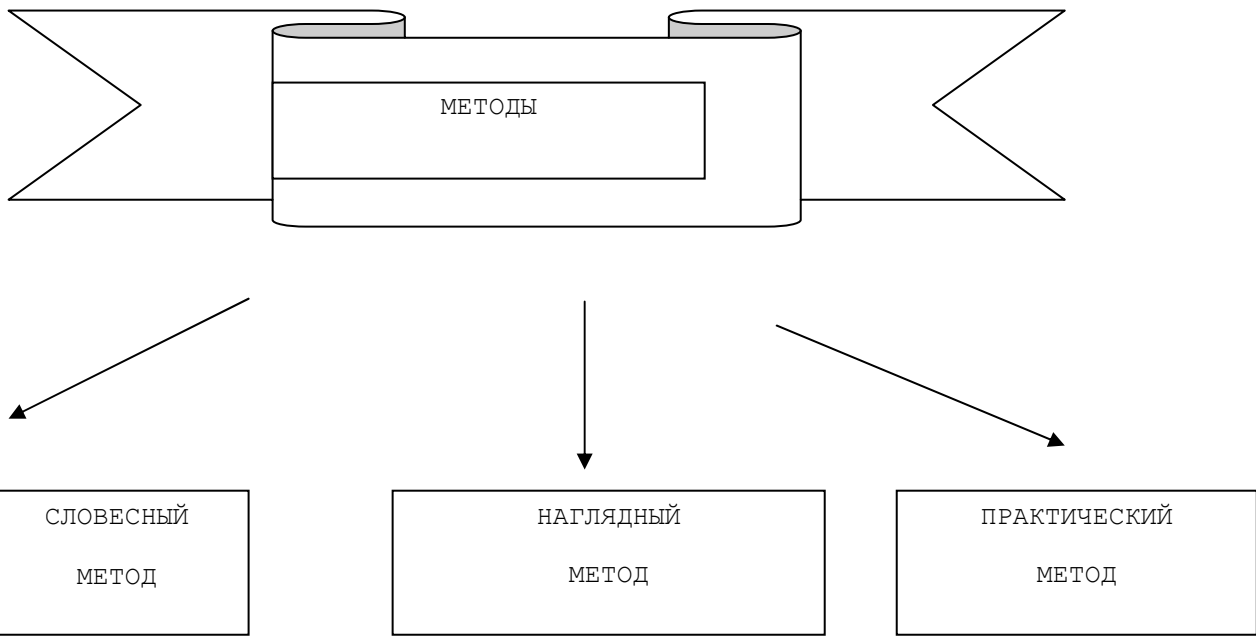 МЕТОДЫ
СЛОВЕСНЫЙ
МЕТОД
НАГЛЯДНЫЙ
МЕТОД
ПРАКТИЧЕСКИЙ
МЕТОД